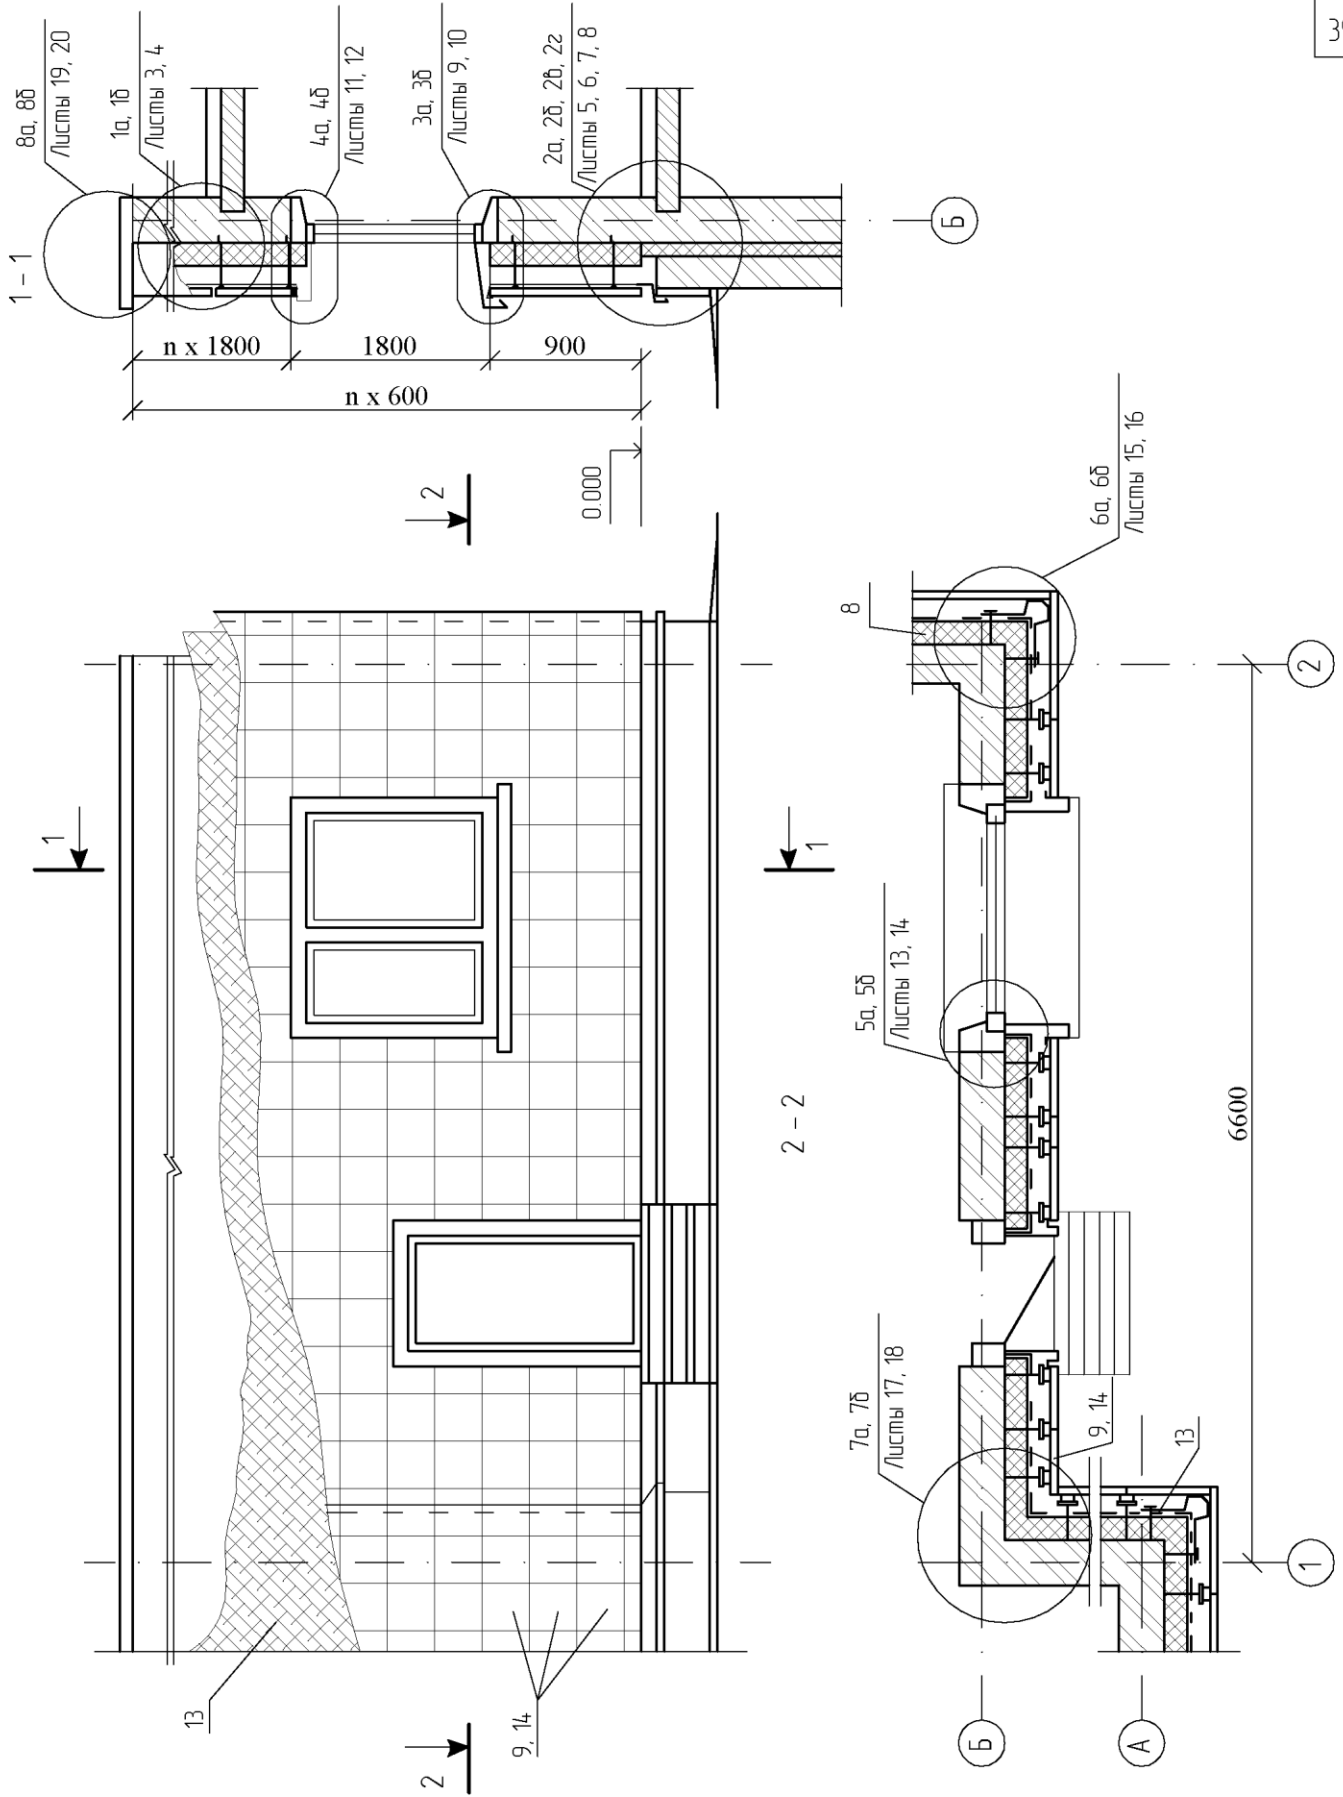 1 - 1
8а, 8б
Листы 19, 20
1а, 1б
Листы 3, 4
4а, 4б
Листы 11, 12
3а, 3б
Листы 9, 10
2а, 2б, 2в, 2г
Листы 5, 6, 7, 8
Б
n x 1800
1800
900
n x 600
0.000
2
2
1
1
13
9, 14
2 - 2
7а, 7б
Листы 17, 18
5а, 5б
Листы 13, 14
8
6а, 6б
Листы 15, 16
9, 14
13
6600
Б
А
1
2